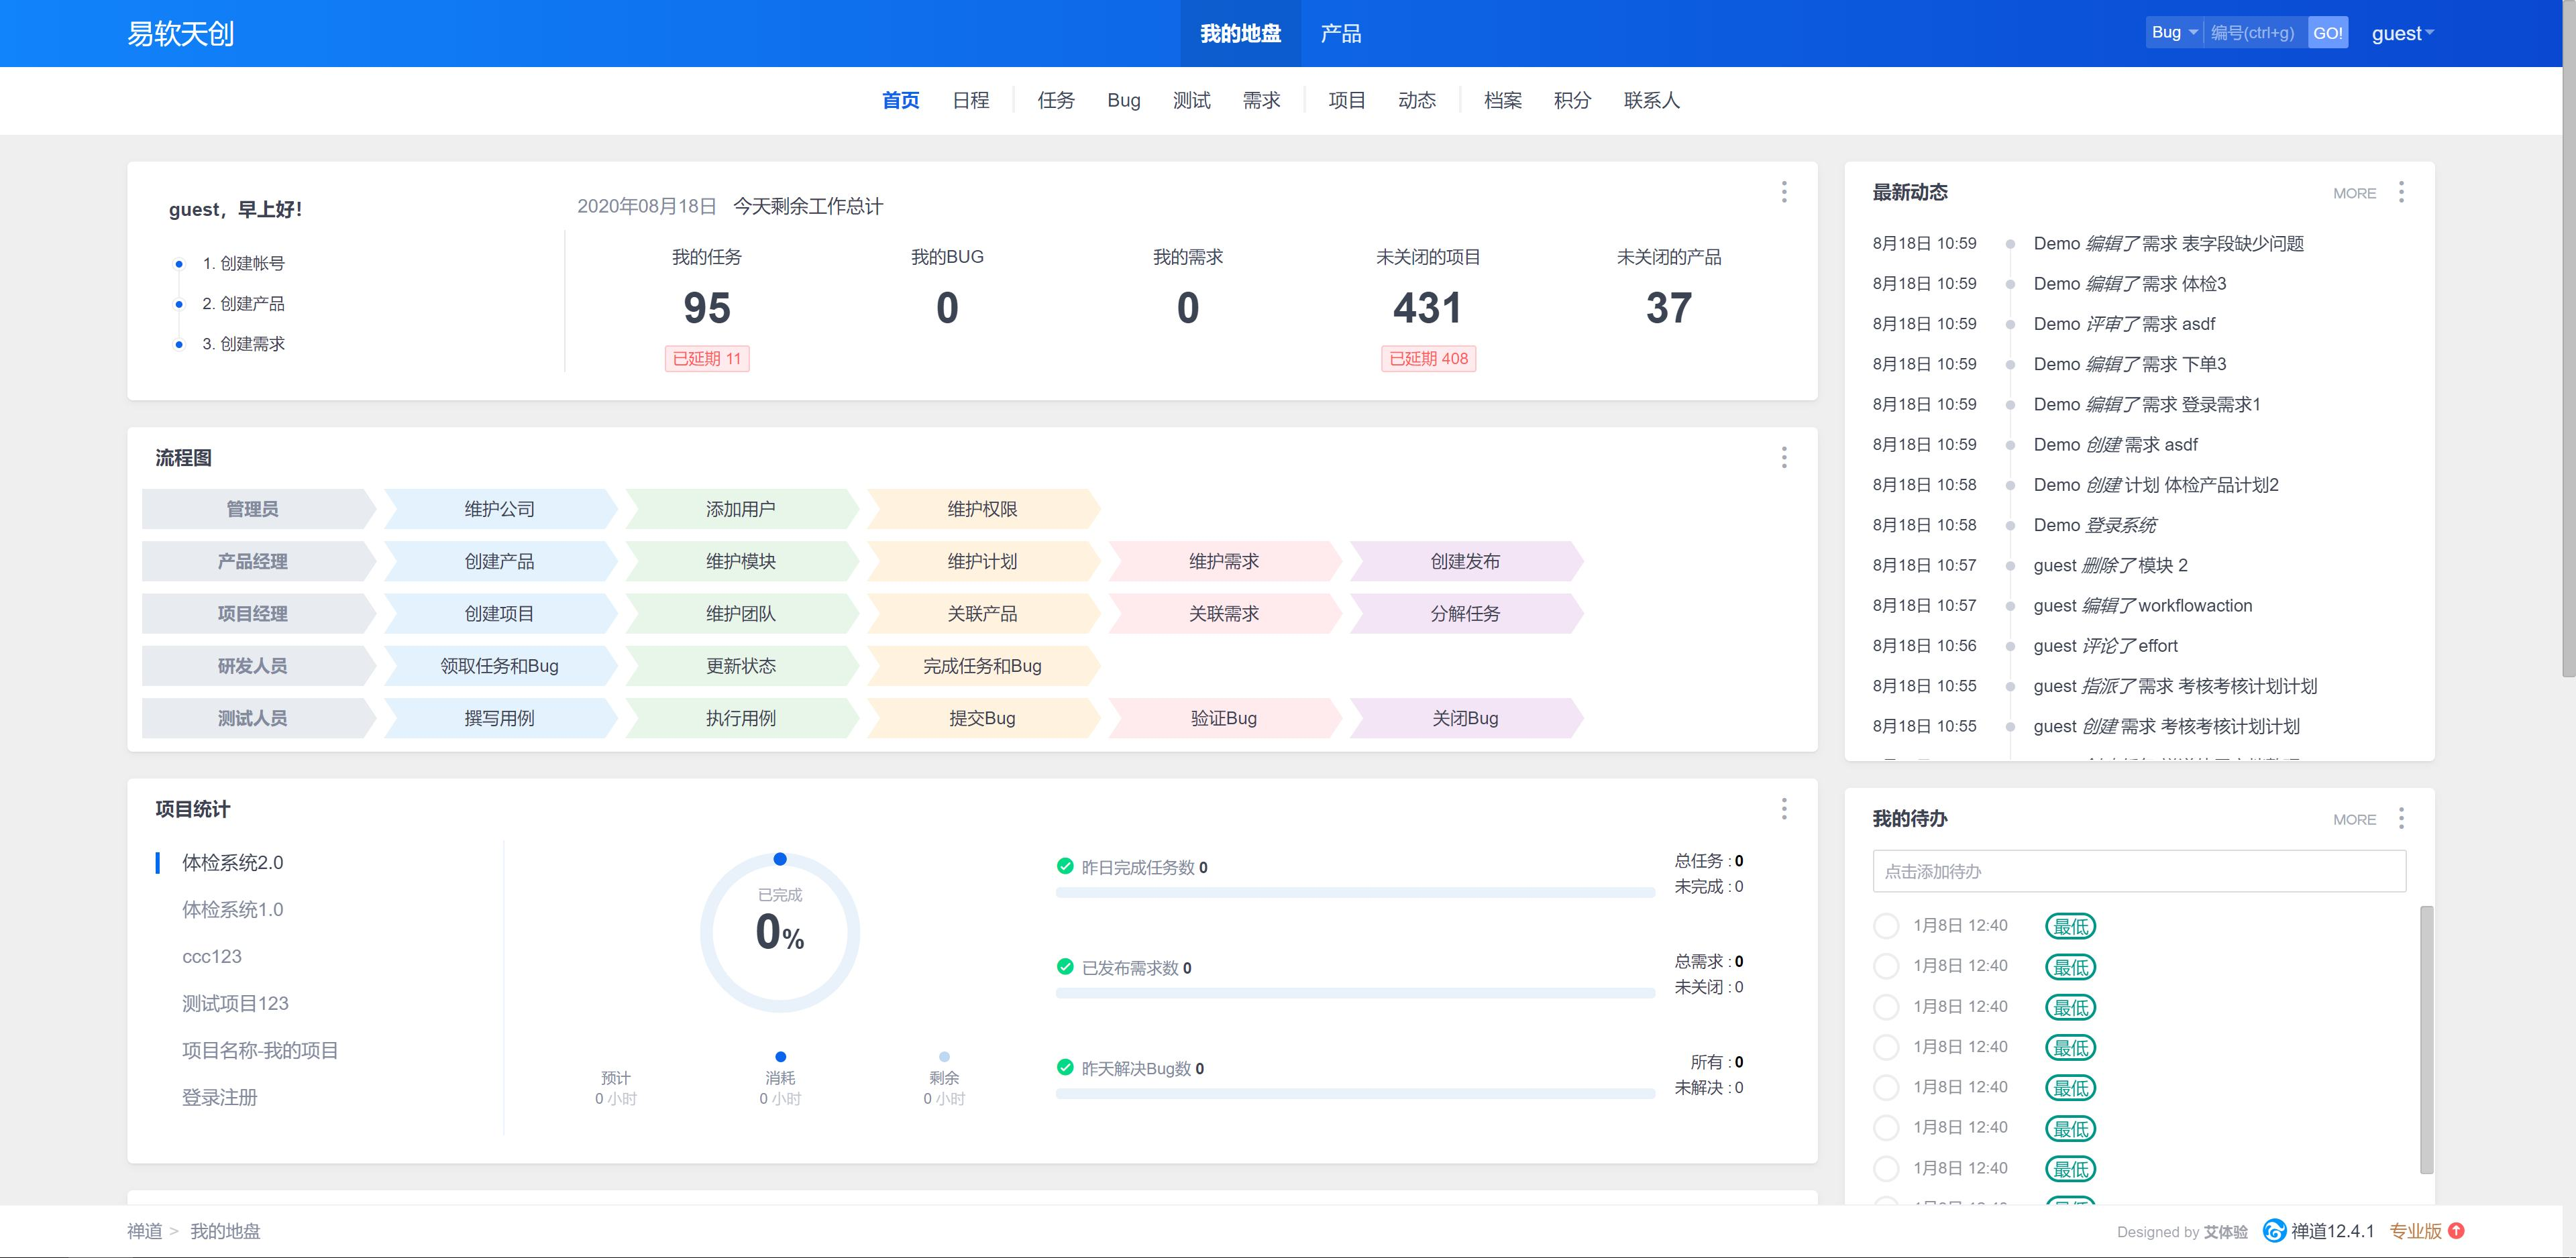 易软天创
我的地盘 产品
Bug 编号(ctrl+g) GO! guest
首页 日程 任务 Bug 测试 需求 项目 动态 档案 积分 联系人
guest，早上好！
1. 创建帐号
2. 创建产品
3. 创建需求
2020年08月18日 今天剩余工作总计
我的任务 我的BUG 我的需求 未关闭的项目 未关闭的产品
95 0 0 431 37
已延期 11 已延期 408
流程图
管理员 维护公司 添加用户 维护权限
产品经理 创建产品 维护模块 维护计划 维护需求 创建发布
项目经理 创建项目 维护团队 关联产品 关联需求 分解任务
研发人员 领取任务和Bug 更新状态 完成任务和Bug
测试人员 撰写用例 执行用例 提交Bug 验证Bug 关闭Bug
项目统计
体检系统2.0
体检系统1.0
ccc123
测试项目123
项目名称-我的项目
登录注册
已完成
0%
预计 消耗 剩余
0 小时 0 小时 0 小时
昨日完成任务数 0
总任务 : 0
未完成 : 0
已发布需求数 0
总需求 : 0
未关闭 : 0
昨天解决Bug数 0
所有 : 0
未解决 : 0
最新动态 MORE
8月18日 10:59 Demo 编辑了 需求 表字段缺少问题
8月18日 10:59 Demo 编辑了 需求 体检3
8月18日 10:59 Demo 评审了 需求 asdf
8月18日 10:59 Demo 编辑了 需求 下单3
8月18日 10:59 Demo 编辑了 需求 登录需求1
8月18日 10:59 Demo 创建 需求 asdf
8月18日 10:58 Demo 创建 计划 体检产品计划2
8月18日 10:58 Demo 登录系统
8月18日 10:57 guest 删除了 模块 2
8月18日 10:57 guest 编辑了 workflowaction
8月18日 10:56 guest 评论了 effort
8月18日 10:55 guest 指派了 需求 考核考核计划计划
8月18日 10:55 guest 创建 需求 考核考核计划计划
我的待办 MORE
点击添加待办
1月8日 12:40 最低
1月8日 12:40 最低
1月8日 12:40 最低
1月8日 12:40 最低
1月8日 12:40 最低
1月8日 12:40 最低
1月8日 12:40 最低
禅道 > 我的地盘
Designed by 艾体验 禅道12.4.1 专业版